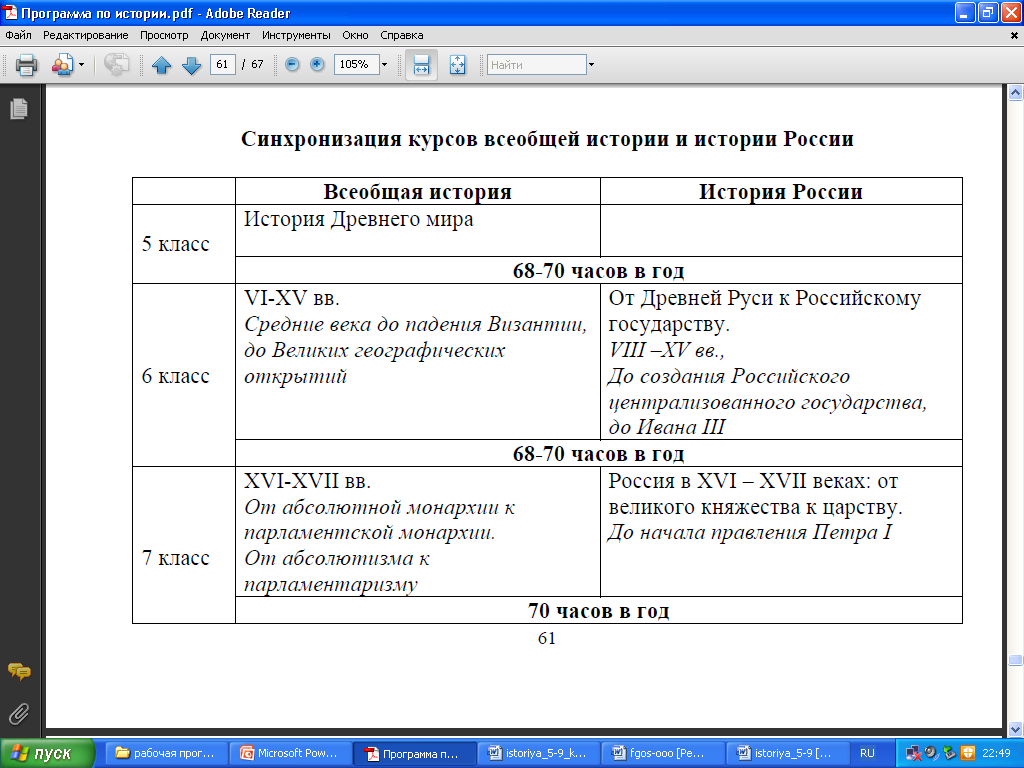 Программа по истории.pdf - Adobe Reader
Файл Редактирование Просмотр Документ Инструменты Окно Справка
61 / 67 105% Найти
Синхронизация курсов всеобщей истории и истории России
Всеобщая история История России
5 класс
История Древнего мира
68-70 часов в год
6 класс
VI-XV вв.
Средние века до падения Византии,
до Великих географических
открытий
От Древней Руси к Российскому
государству.
VIII –XV вв.,
До создания Российского
централизованного государства,
до Ивана III
68-70 часов в год
7 класс
XVI-XVII вв.
От абсолютной монархии к
парламентской монархии.
От абсолютизма к
парламентаризму
Россия в XVI – XVII веках: от
великого княжества к царству.
До начала правления Петра I
70 часов в год
61
пуск рабочая прог... Microsoft Pow... Программа п... istoriya_5-9_k... fgos-ooo [Ре... istoriya_5-9 [... RU 22:49